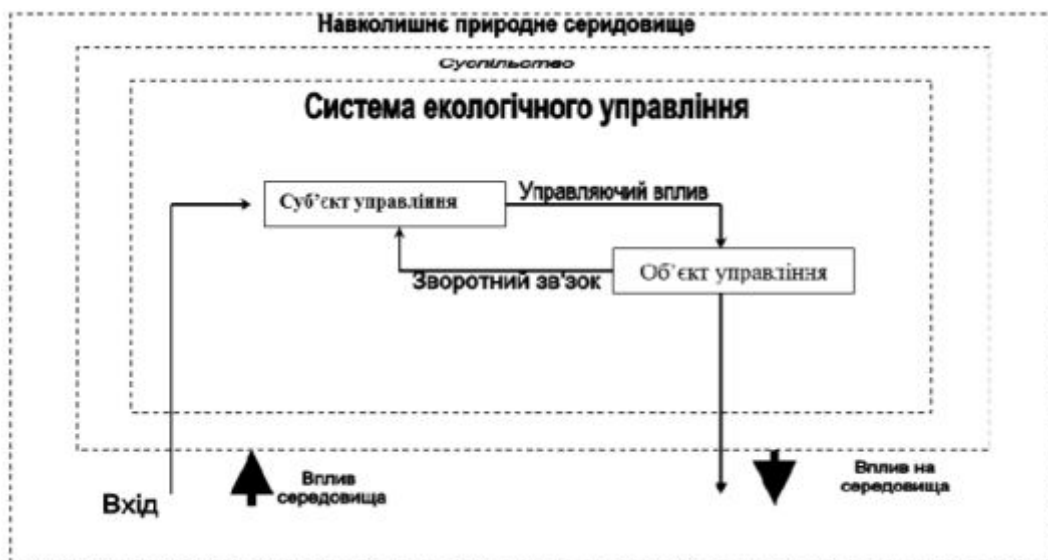 Навколишнє природне серидовище
Суспільство
Система екологічного управління
Суб’єкт управління
Управляючий вплив
Об’єкт управління
Зворотний зв'зок
Вхід
Вплив
середовища
Вплив на
середовища